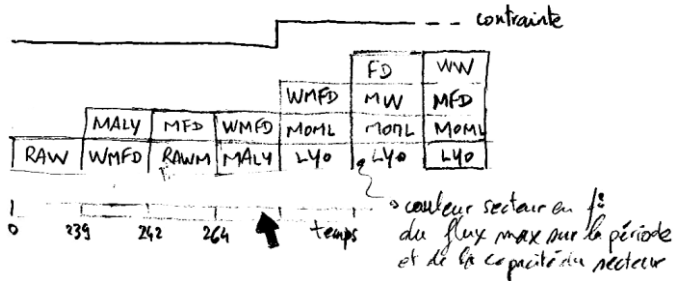 contrainte
FD WW
WMFD MW MFD
MALY MFD WMFD MOML MOML MOML
RAW WMFD RAWM MALY LYO LYO LYO
0 239 242 264 temps
couleur secteur en f°
du flux max sur la période
et de la capacité du secteur